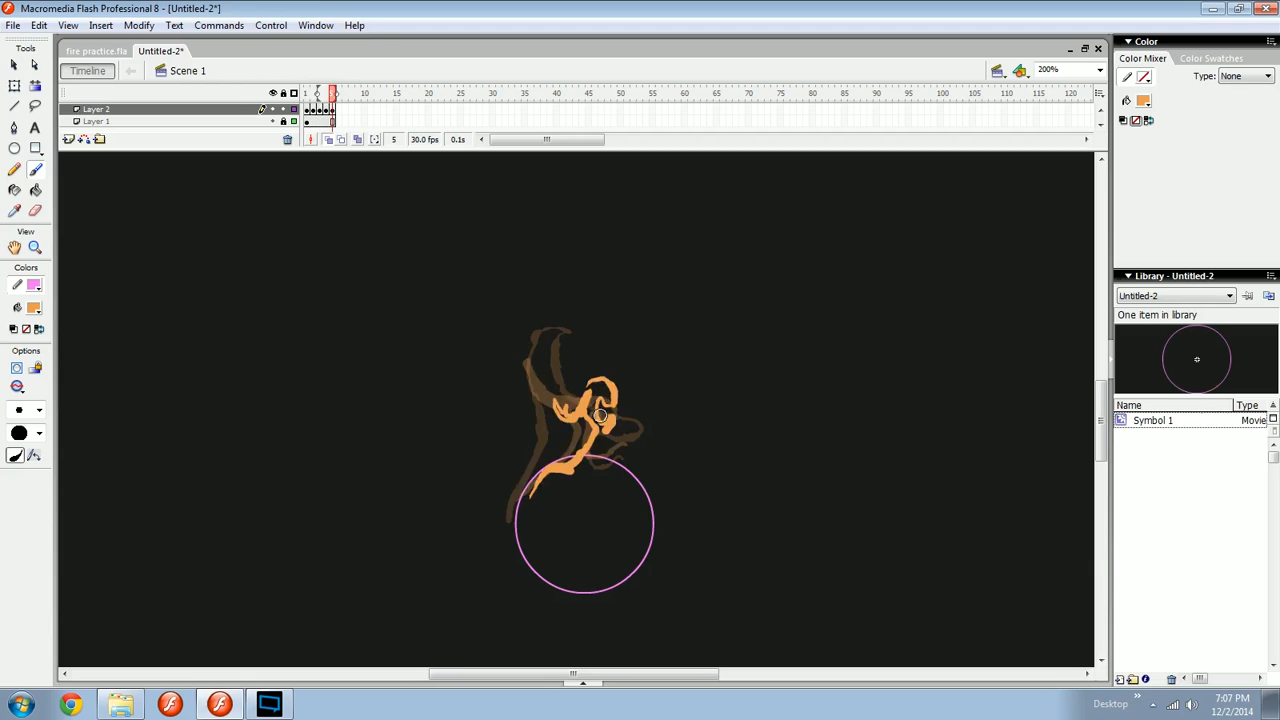 Macromedia Flash Professional 8 - [Untitled-2*]
File Edit View Insert Modify Text Commands Control Window Help
Tools
View
Colors
Options
fire practice.fla Untitled-2*
Timeline Scene 1 200%
1 5 10 15 20 25 30 35 40 45 50 55 60 65 70 75 80 85 90 95 100 105 110 115 120
Layer 2
Layer 1
5 30.0 fps 0.1s
Color
Color Mixer Color Swatches
Type: None
Library - Untitled-2
Untitled-2
One item in library
Name Type
Symbol 1 Movie
Desktop
7:07 PM
12/2/2014